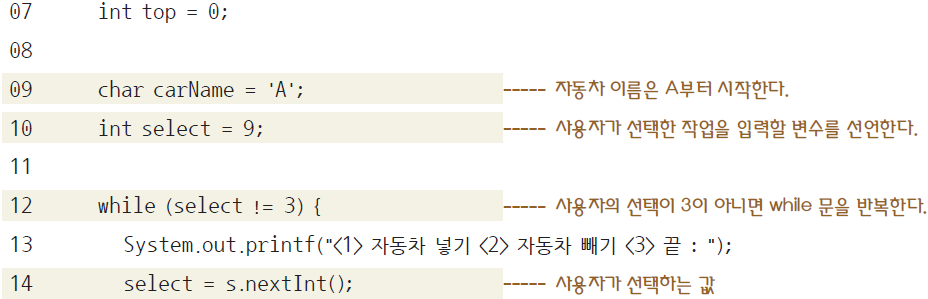 07 int top = 0;
08
09 char carName = 'A'; ----- 자동차 이름은 A부터 시작한다.
10 int select = 9; ----- 사용자가 선택한 작업을 입력할 변수를 선언한다.
11
12 while (select != 3) { ----- 사용자의 선택이 3이 아니면 while 문을 반복한다.
13 System.out.printf("<1> 자동차 넣기 <2> 자동차 빼기 <3> 끝 : ");
14 select = s.nextInt(); ----- 사용자가 선택하는 값